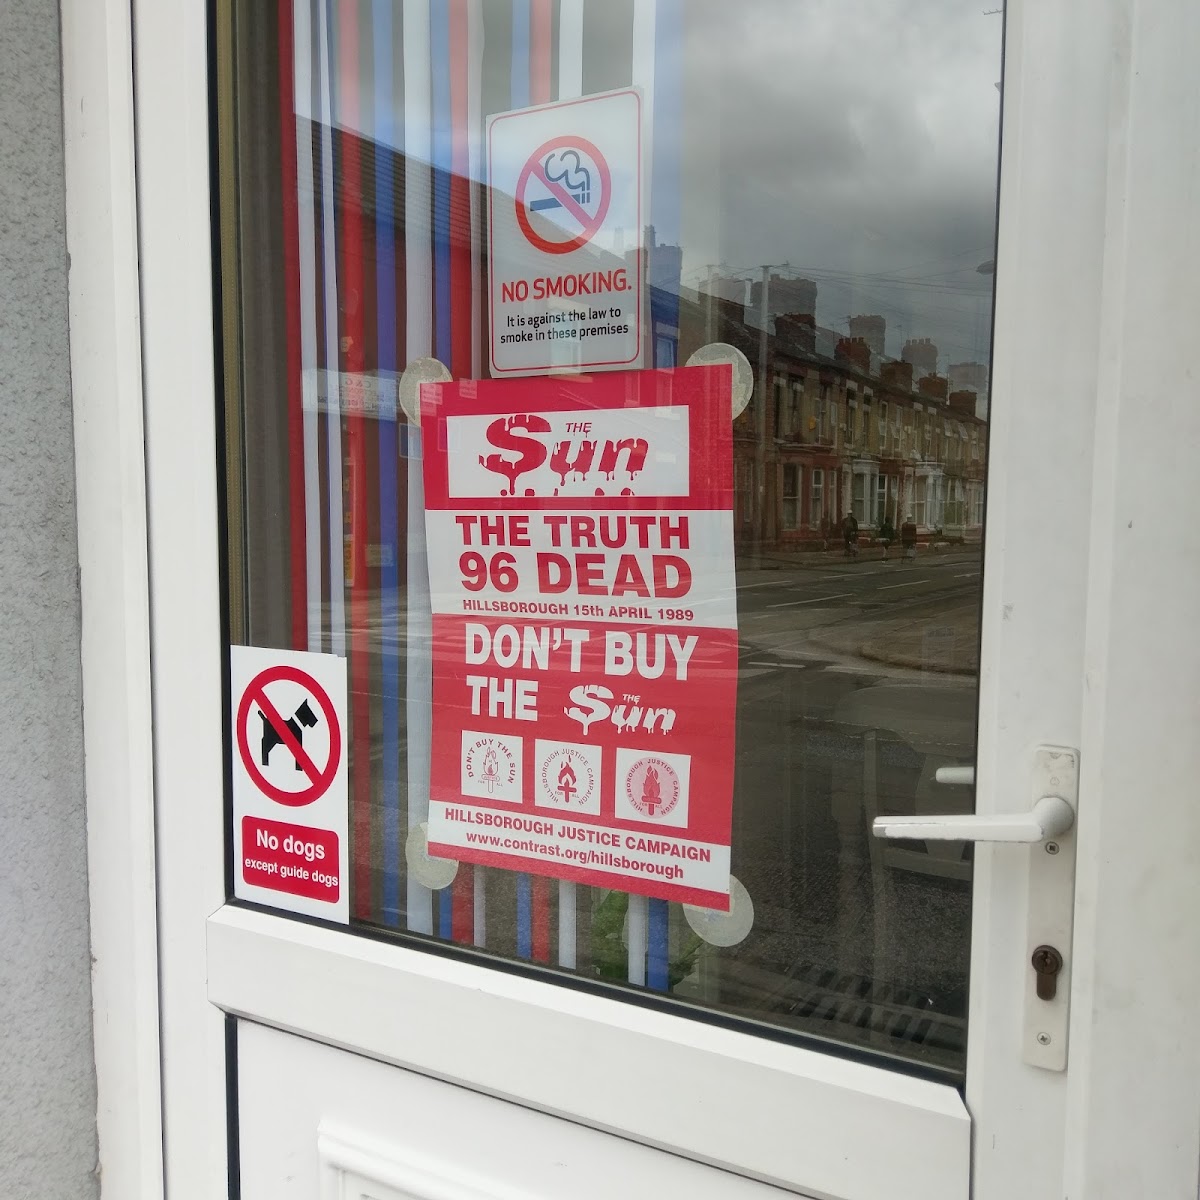 NO SMOKING.
It is against the law to
smoke in these premises
THE
Sun
THE TRUTH
96 DEAD
HILLSBOROUGH 15th APRIL 1989
DON'T BUY
THE THE Sun
DON'T BUY THE SUN
HILLSBOROUGH JUSTICE CAMPAIGN
HILLSBOROUGH JUSTICE CAMPAIGN
HILLSBOROUGH JUSTICE CAMPAIGN
www.contrast.org/hillsborough
No dogs
except guide dogs